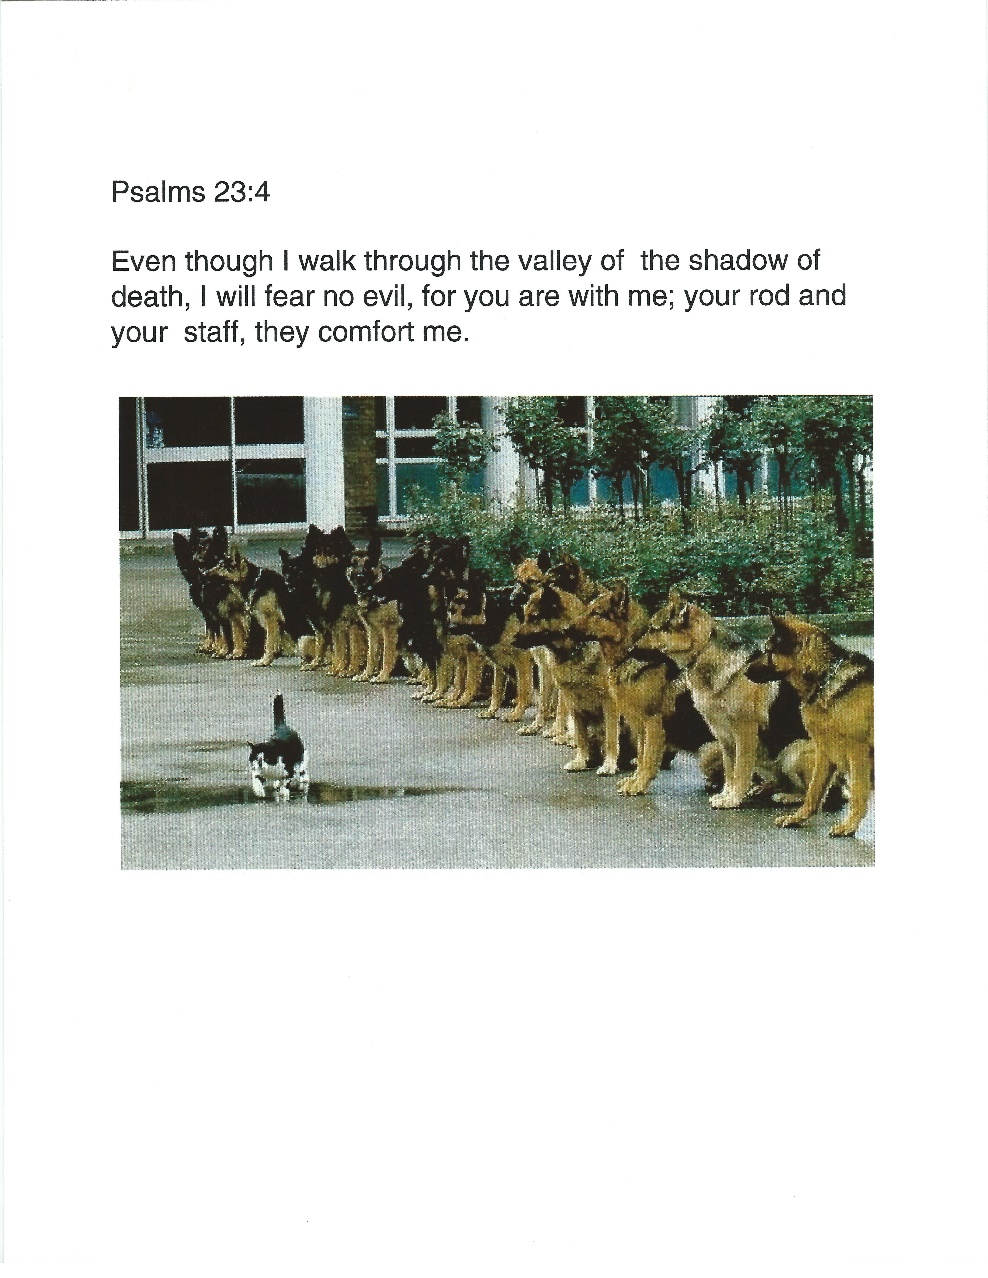 Psalms 23:4
Even though I walk through the valley of  the shadow of
death, I will fear no evil, for you are with me; your rod and
your  staff, they comfort me.